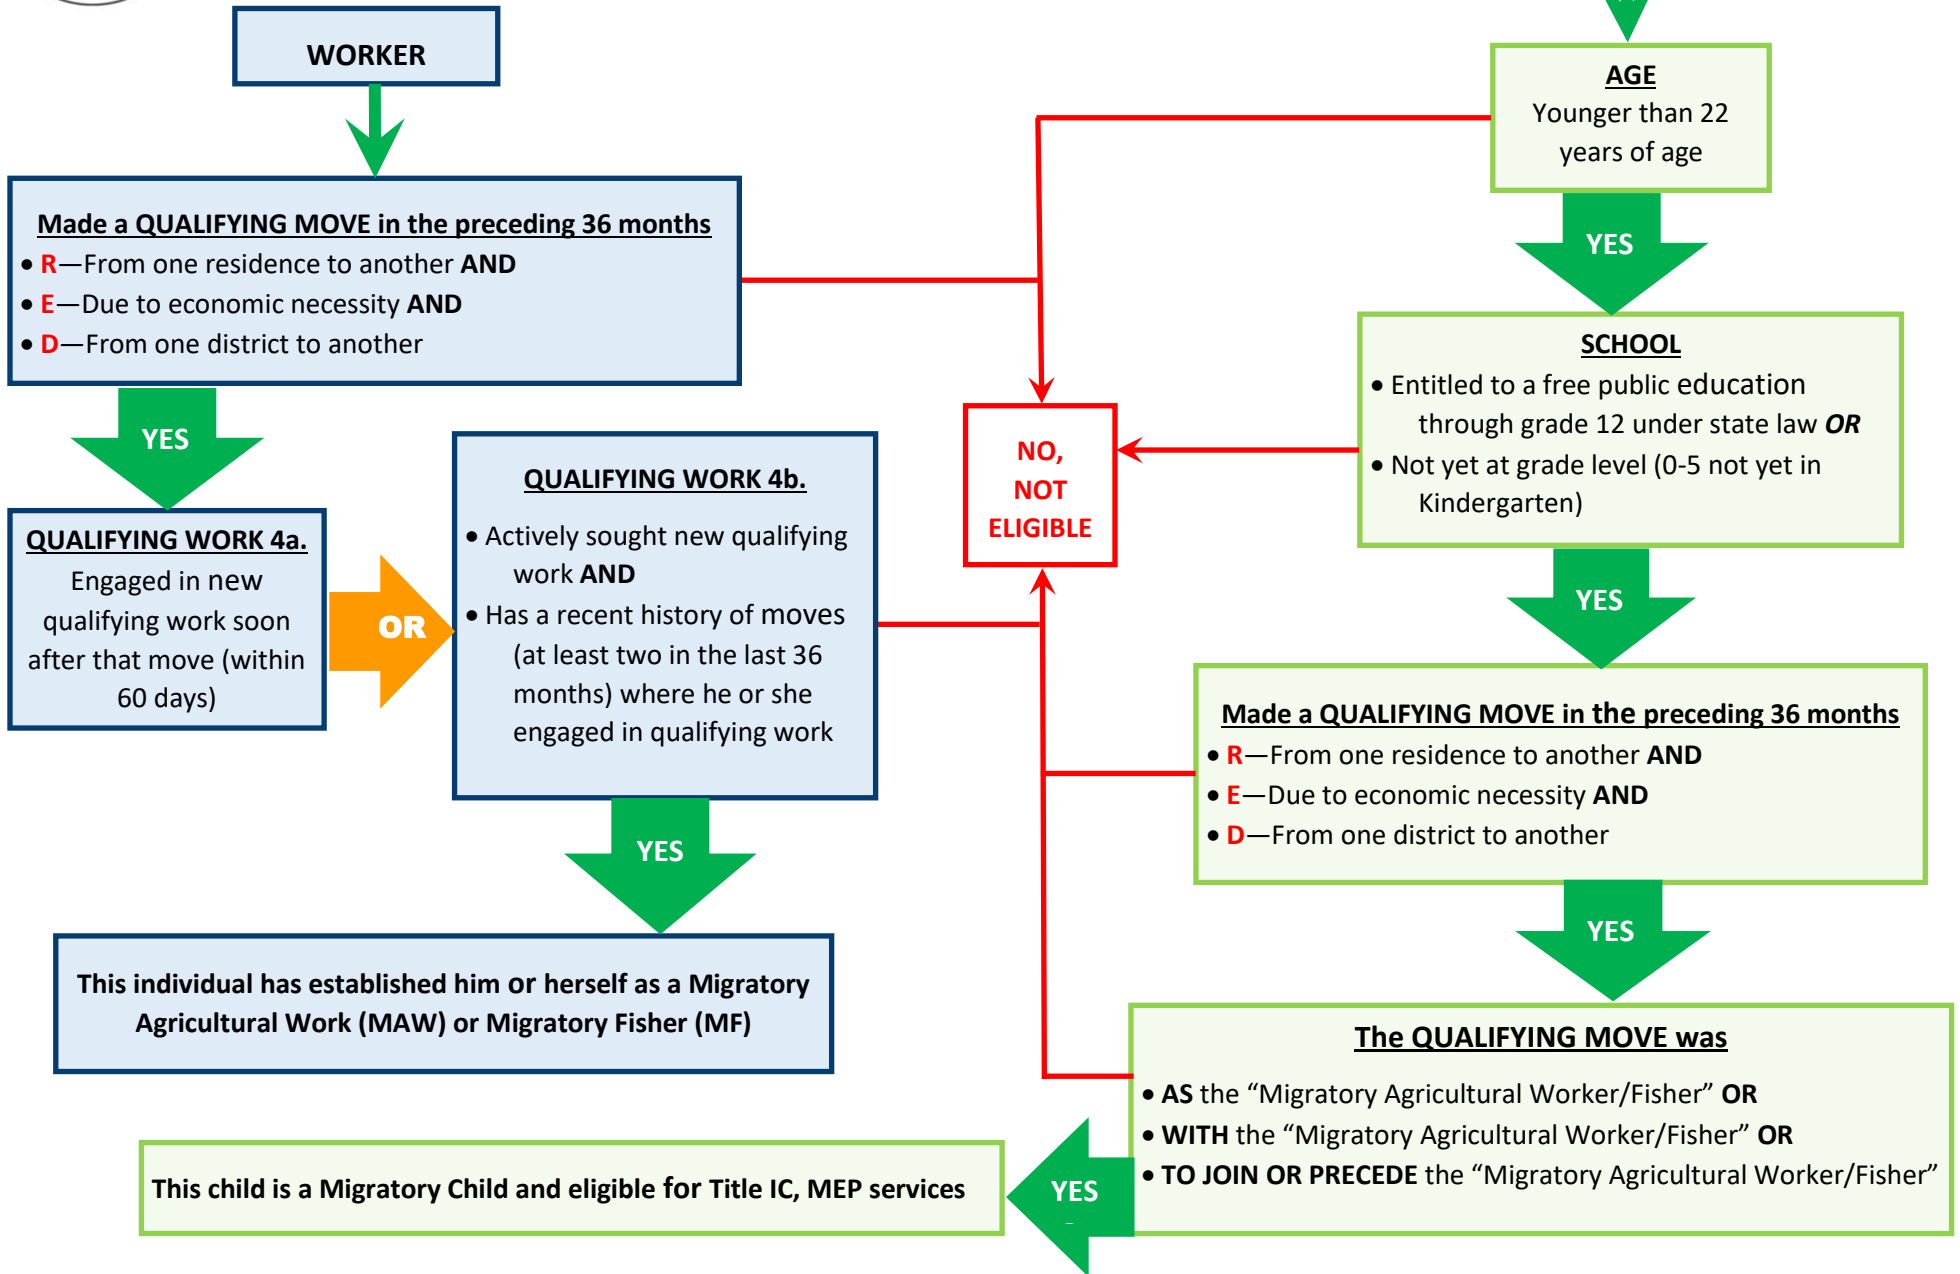 WORKER
Made a QUALIFYING MOVE in the preceding 36 months
• R—From one residence to another AND
• E—Due to economic necessity AND
• D—From one district to another
YES
QUALIFYING WORK 4a.
Engaged in new
qualifying work soon
after that move (within
60 days)
OR
QUALIFYING WORK 4b.
• Actively sought new qualifying
work AND
• Has a recent history of moves
(at least two in the last 36
months) where he or she
engaged in qualifying work
YES
This individual has established him or herself as a Migratory
Agricultural Work (MAW) or Migratory Fisher (MF)
NO,
NOT
ELIGIBLE
AGE
Younger than 22
years of age
YES
SCHOOL
• Entitled to a free public education
through grade 12 under state law OR
• Not yet at grade level (0-5 not yet in
Kindergarten)
YES
Made a QUALIFYING MOVE in the preceding 36 months
• R—From one residence to another AND
• E—Due to economic necessity AND
• D—From one district to another
YES
The QUALIFYING MOVE was
• AS the “Migratory Agricultural Worker/Fisher” OR
• WITH the “Migratory Agricultural Worker/Fisher” OR
• TO JOIN OR PRECEDE the “Migratory Agricultural Worker/Fisher”
YES
This child is a Migratory Child and eligible for Title IC, MEP services